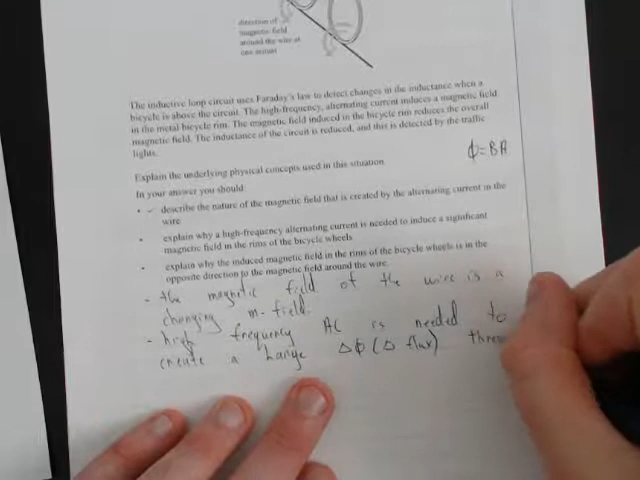 direction of
magnetic field
around the wire at
one instant
The inductive loop circuit uses Faraday's law to detect changes in the inductance when a
bicycle is above the circuit. The high-frequency, alternating current induces a magnetic field
in the metal bicycle rim. The magnetic field induced in the bicycle rim reduces the overall
magnetic field. The inductance of the circuit is reduced, and this is detected by the traffic
lights.
ϕ=BA
Explain the underlying physical concepts used in this situation.
In your answer you should
• describe the nature of the magnetic field that is created by the alternating current in the
wire
• explain why a high-frequency alternating current is needed to induce a significant
magnetic field in the rims of the bicycle wheels
• explain why the induced magnetic field in the rims of the bicycle wheels is in the
opposite direction to the magnetic field around the wire.
- the magnetic field of the wire is a
changing m-field.
- high frequency AC is needed to
create a hange Δϕ (Δ flux)